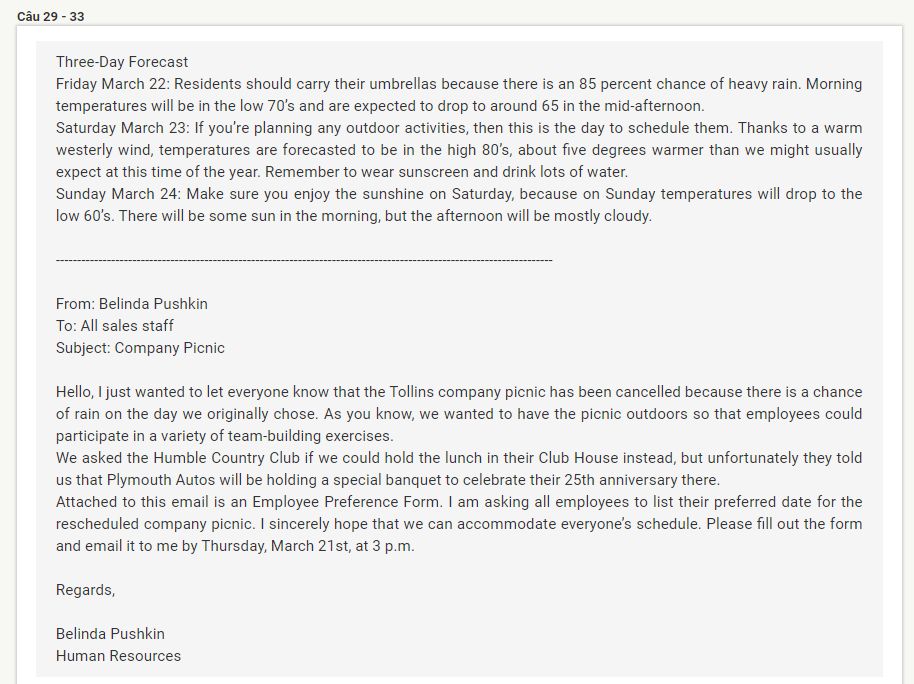 Câu 29 - 33
Three-Day Forecast
Friday March 22: Residents should carry their umbrellas because there is an 85 percent chance of heavy rain. Morning
temperatures will be in the low 70’s and are expected to drop to around 65 in the mid-afternoon.
Saturday March 23: If you’re planning any outdoor activities, then this is the day to schedule them. Thanks to a warm
westerly wind, temperatures are forecasted to be in the high 80’s, about five degrees warmer than we might usually
expect at this time of the year. Remember to wear sunscreen and drink lots of water.
Sunday March 24: Make sure you enjoy the sunshine on Saturday, because on Sunday temperatures will drop to the
low 60’s. There will be some sun in the morning, but the afternoon will be mostly cloudy.
----------------------------------------------------------------------------------------------------------------------
From: Belinda Pushkin
To: All sales staff
Subject: Company Picnic
Hello, I just wanted to let everyone know that the Tollins company picnic has been cancelled because there is a chance
of rain on the day we originally chose. As you know, we wanted to have the picnic outdoors so that employees could
participate in a variety of team-building exercises.
We asked the Humble Country Club if we could hold the lunch in their Club House instead, but unfortunately they told
us that Plymouth Autos will be holding a special banquet to celebrate their 25th anniversary there.
Attached to this email is an Employee Preference Form. I am asking all employees to list their preferred date for the
rescheduled company picnic. I sincerely hope that we can accommodate everyone’s schedule. Please fill out the form
and email it to me by Thursday, March 21st, at 3 p.m.
Regards,
Belinda Pushkin
Human Resources